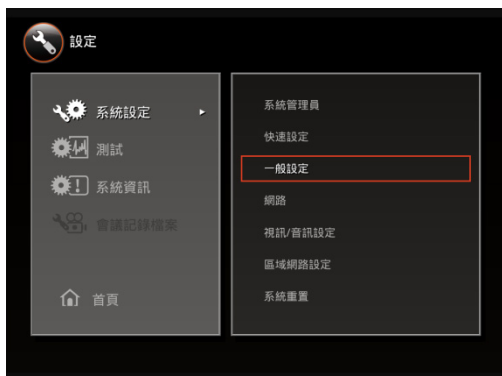 設定
系統設定
測試
系統資訊
會議記錄檔案
首頁
系統管理員
快速設定
一般設定
網路
視訊/音訊設定
區域網路設定
系統重置